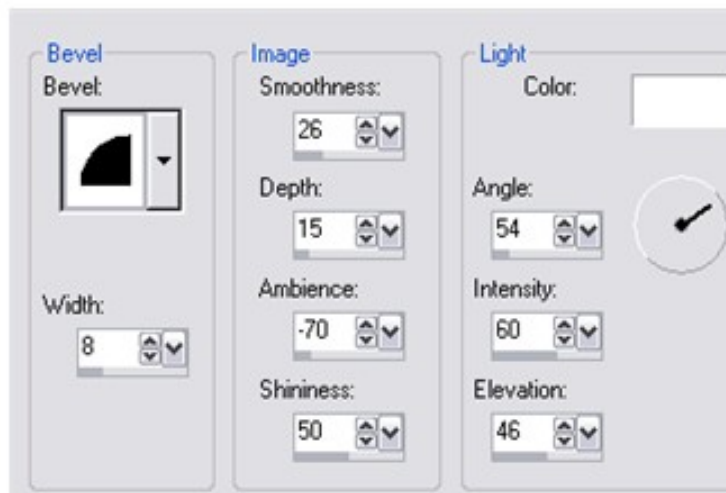 Bevel
Bevel:
Width:
8
Image
Smoothness:
26
Depth:
15
Ambience:
-70
Shininess:
50
Light
Color:
Angle:
54
Intensity:
60
Elevation:
46